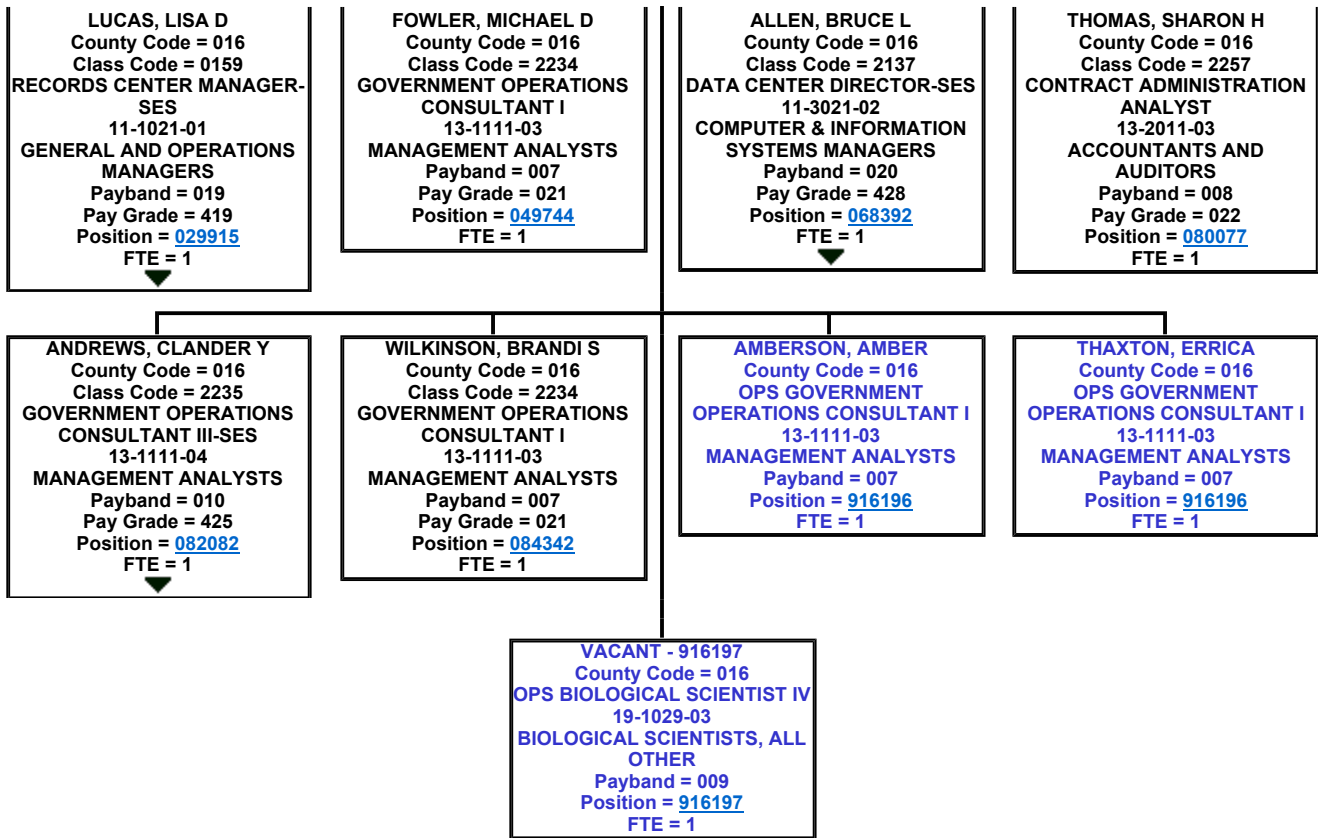 LUCAS, LISA D
County Code = 016
Class Code = 0159
RECORDS CENTER MANAGER-
SES
11-1021-01
GENERAL AND OPERATIONS
MANAGERS
Payband = 019
Pay Grade = 419
Position = 029915
FTE = 1
FOWLER, MICHAEL D
County Code = 016
Class Code = 2234
GOVERNMENT OPERATIONS
CONSULTANT I
13-1111-03
MANAGEMENT ANALYSTS
Payband = 007
Pay Grade = 021
Position = 049744
FTE = 1
ALLEN, BRUCE L
County Code = 016
Class Code = 2137
DATA CENTER DIRECTOR-SES
11-3021-02
COMPUTER & INFORMATION
SYSTEMS MANAGERS
Payband = 020
Pay Grade = 428
Position = 068392
FTE = 1
THOMAS, SHARON H
County Code = 016
Class Code = 2257
CONTRACT ADMINISTRATION
ANALYST
13-2011-03
ACCOUNTANTS AND
AUDITORS
Payband = 008
Pay Grade = 022
Position = 080077
FTE = 1
ANDREWS, CLANDER Y
County Code = 016
Class Code = 2235
GOVERNMENT OPERATIONS
CONSULTANT III-SES
13-1111-04
MANAGEMENT ANALYSTS
Payband = 010
Pay Grade = 425
Position = 082082
FTE = 1
WILKINSON, BRANDI S
County Code = 016
Class Code = 2234
GOVERNMENT OPERATIONS
CONSULTANT I
13-1111-03
MANAGEMENT ANALYSTS
Payband = 007
Pay Grade = 021
Position = 084342
FTE = 1
AMBERSON, AMBER
County Code = 016
OPS GOVERNMENT
OPERATIONS CONSULTANT I
13-1111-03
MANAGEMENT ANALYSTS
Payband = 007
Position = 916196
FTE = 1
THAXTON, ERRICA
County Code = 016
OPS GOVERNMENT
OPERATIONS CONSULTANT I
13-1111-03
MANAGEMENT ANALYSTS
Payband = 007
Position = 916196
FTE = 1
VACANT - 916197
County Code = 016
OPS BIOLOGICAL SCIENTIST IV
19-1029-03
BIOLOGICAL SCIENTISTS, ALL
OTHER
Payband = 009
Position = 916197
FTE = 1